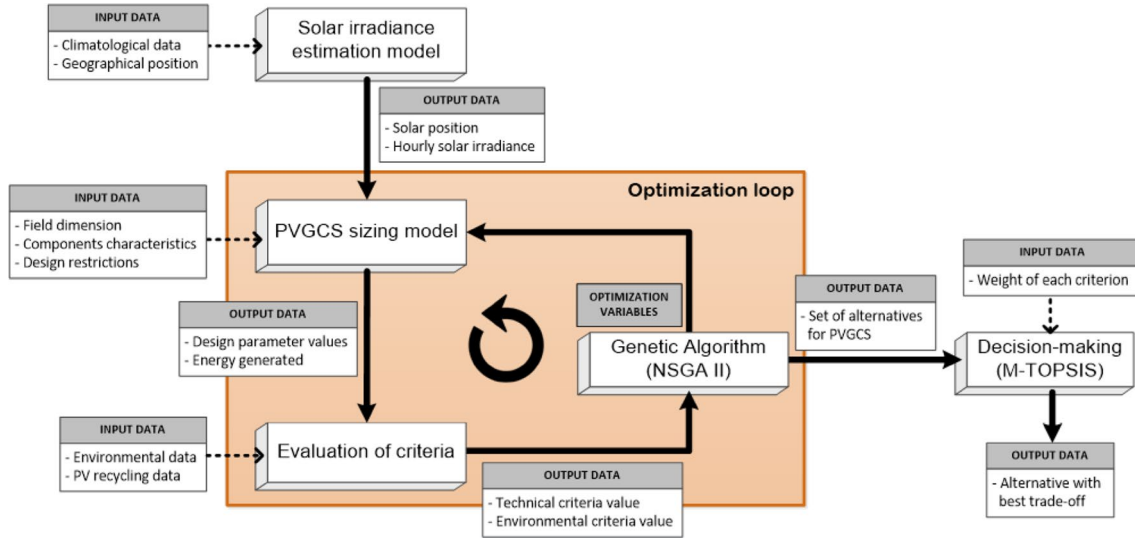 INPUT DATA
- Climatological data
- Geographical position
Solar irradiance
estimation model
OUTPUT DATA
- Solar position
- Hourly solar irradiance
Optimization loop
INPUT DATA
- Field dimension
- Components characteristics
- Design restrictions
PVGCS sizing model
OUTPUT DATA
- Design parameter values
- Energy generated
OPTIMIZATION
VARIABLES
Genetic Algorithm
(NSGA II)
OUTPUT DATA
- Set of alternatives
for PVGCS
INPUT DATA
- Weight of each criterion
Decision-making
(M-TOPSIS)
INPUT DATA
- Environmental data
- PV recycling data
Evaluation of criteria
OUTPUT DATA
- Technical criteria value
- Environmental criteria value
OUTPUT DATA
- Alternative with
best trade-off